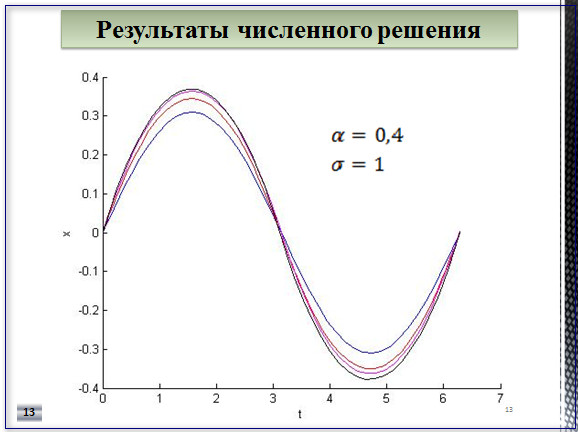 Результаты численного решения
0.4
0.3
0.2
0.1
0
-0.1
-0.2
-0.3
-0.4
x
α = 0,4
σ = 1
0 1 2 3 4 5 6 7
t
13
13